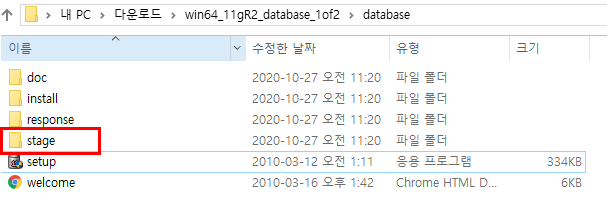 내 PC > 다운로드 > win64_11gR2_database_1of2 > database
이름 수정한 날짜 유형 크기
doc 2020-10-27 오전 11:20 파일 폴더
install 2020-10-27 오전 11:20 파일 폴더
response 2020-10-27 오전 11:20 파일 폴더
stage 2020-10-27 오전 11:20 파일 폴더
setup 2010-03-12 오전 1:11 응용 프로그램 334KB
welcome 2010-03-16 오후 1:42 Chrome HTML D... 6KB